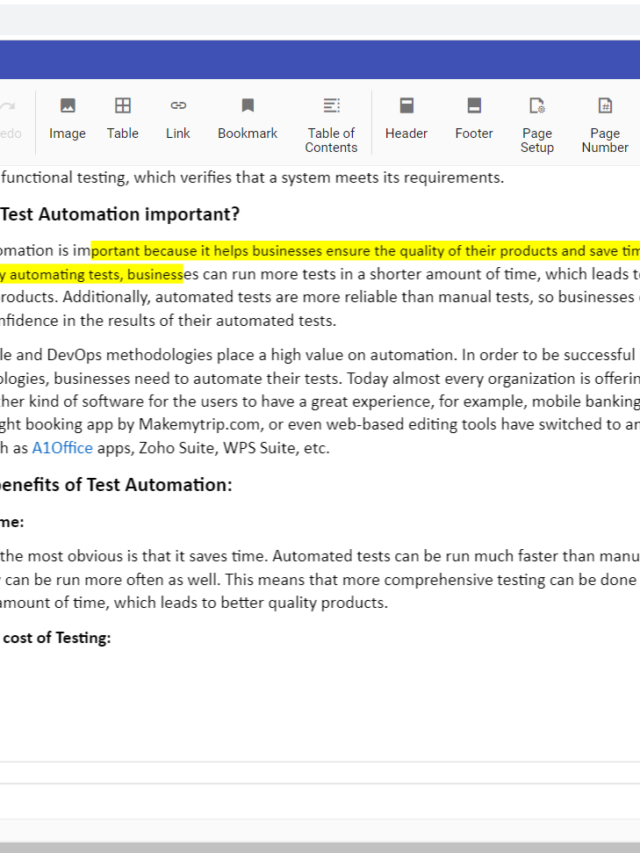 edo
Image
Table
Link
Bookmark
Table of
Contents
Header
Footer
Page
Setup
Page
Number
functional testing, which verifies that a system meets its requirements.
Test Automation important?
omation is important because it helps businesses ensure the quality of their products and save tim
y automating tests, businesses can run more tests in a shorter amount of time, which leads t
roducts. Additionally, automated tests are more reliable than manual tests, so businesses
nfidence in the results of their automated tests.
le and DevOps methodologies place a high value on automation. In order to be successful
ologies, businesses need to automate their tests. Today almost every organization is offerin
her kind of software for the users to have a great experience, for example, mobile banking
ght booking app by Makemytrip.com, or even web-based editing tools have switched to an
h as A1Office apps, Zoho Suite, WPS Suite, etc.
enefits of Test Automation:
me:
the most obvious is that it saves time. Automated tests can be run much faster than manu
can be run more often as well. This means that more comprehensive testing can be done
amount of time, which leads to better quality products.
cost of Testing: